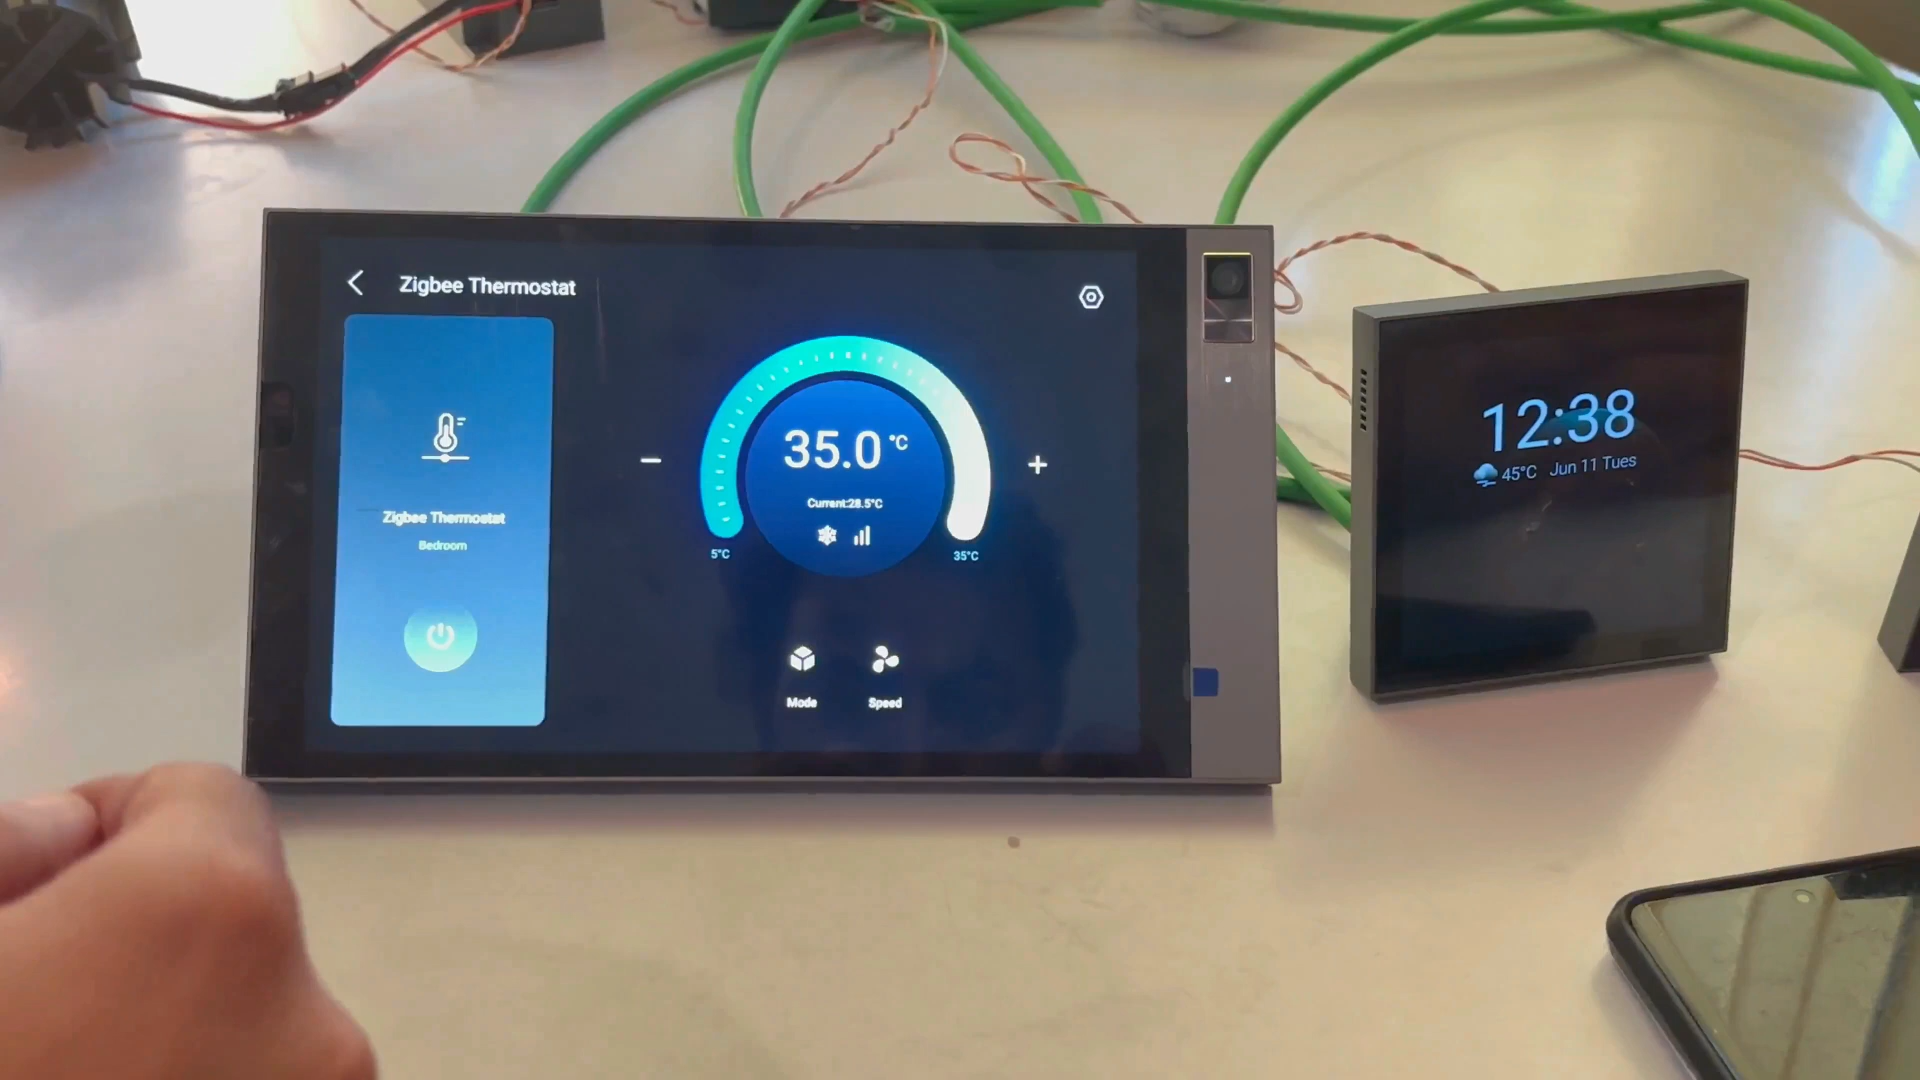 Zigbee Thermostat
Zigbee Thermostat
Bedroom
35.0 °C
Current:28.5°C
5°C
35°C
Mode
Speed
12:38
45°C Jun 11 Tues